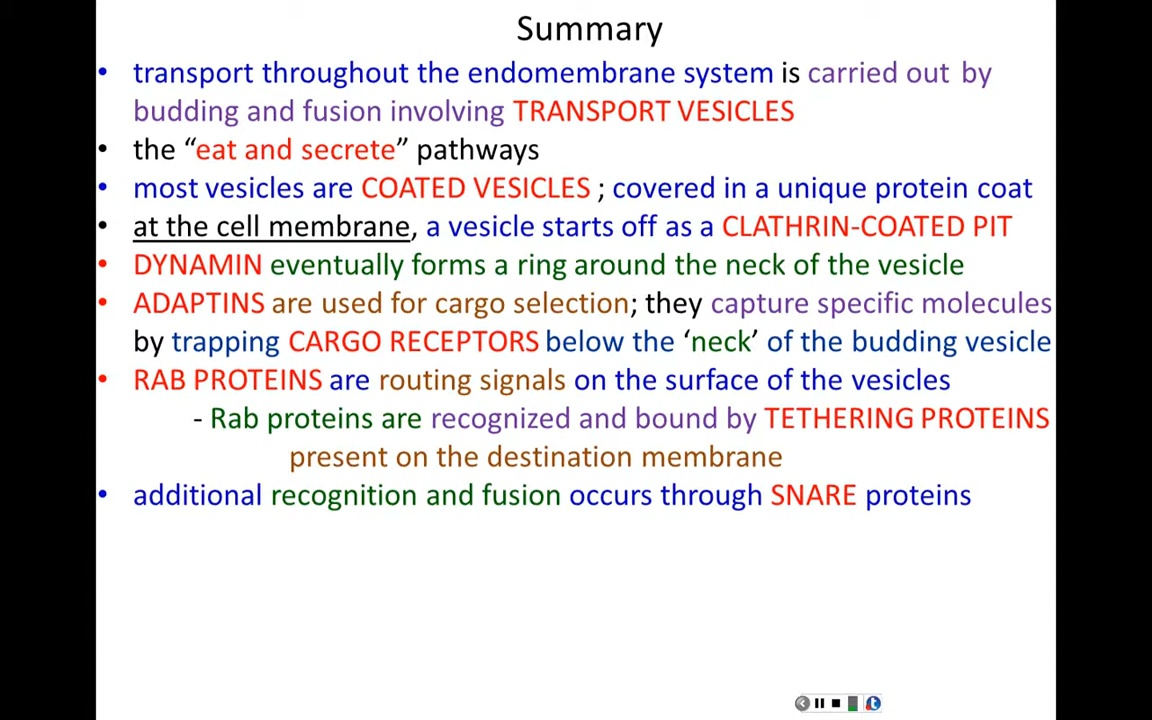 Summary
• transport throughout the endomembrane system is carried out by
budding and fusion involving TRANSPORT VESICLES
• the “eat and secrete” pathways
• most vesicles are COATED VESICLES ; covered in a unique protein coat
• at the cell membrane, a vesicle starts off as a CLATHRIN-COATED PIT
• DYNAMIN eventually forms a ring around the neck of the vesicle
• ADAPTINS are used for cargo selection; they capture specific molecules
by trapping CARGO RECEPTORS below the ‘neck’ of the budding vesicle
• RAB PROTEINS are routing signals on the surface of the vesicles
- Rab proteins are recognized and bound by TETHERING PROTEINS
present on the destination membrane
• additional recognition and fusion occurs through SNARE proteins